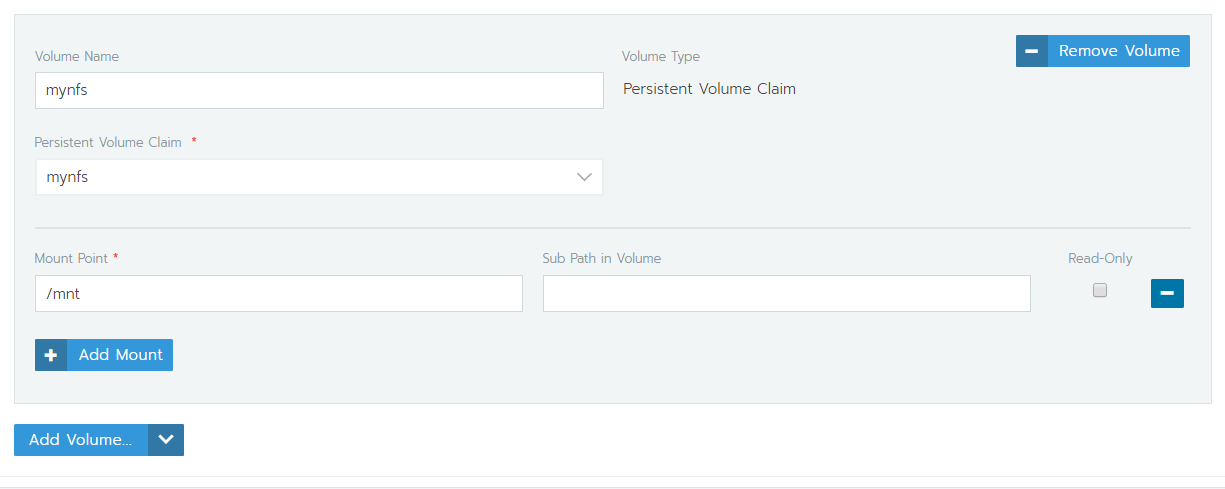 Volume Name
Volume Type
Remove Volume
mynfs
Persistent Volume Claim
Persistent Volume Claim *
mynfs
Mount Point *
Sub Path in Volume
Read-Only
/mnt
Add Mount
Add Volume...